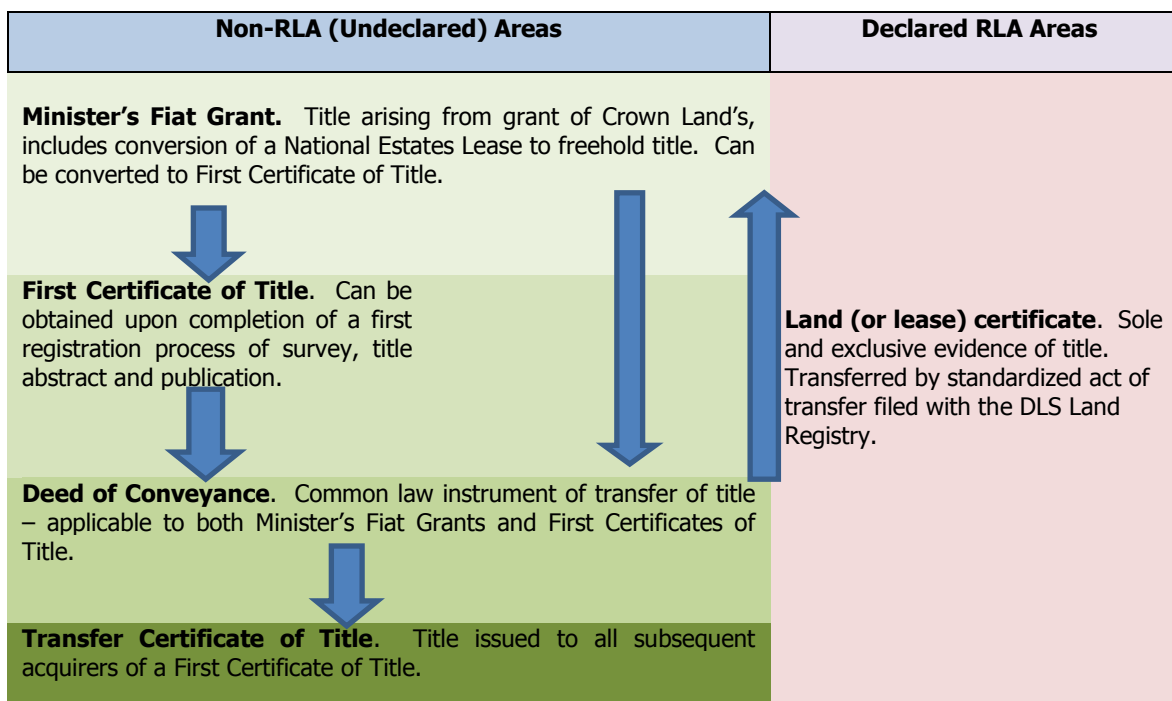 Non-RLA (Undeclared) Areas
Declared RLA Areas
Minister’s Fiat Grant. Title arising from grant of Crown Land’s,
includes conversion of a National Estates Lease to freehold title. Can
be converted to First Certificate of Title.
First Certificate of Title. Can be
obtained upon completion of a first
registration process of survey, title
abstract and publication.
Deed of Conveyance. Common law instrument of transfer of title
– applicable to both Minister’s Fiat Grants and First Certificates of
Title.
Transfer Certificate of Title. Title issued to all subsequent
acquirers of a First Certificate of Title.
Land (or lease) certificate. Sole
and exclusive evidence of title.
Transferred by standardized act of
transfer filed with the DLS Land
Registry.